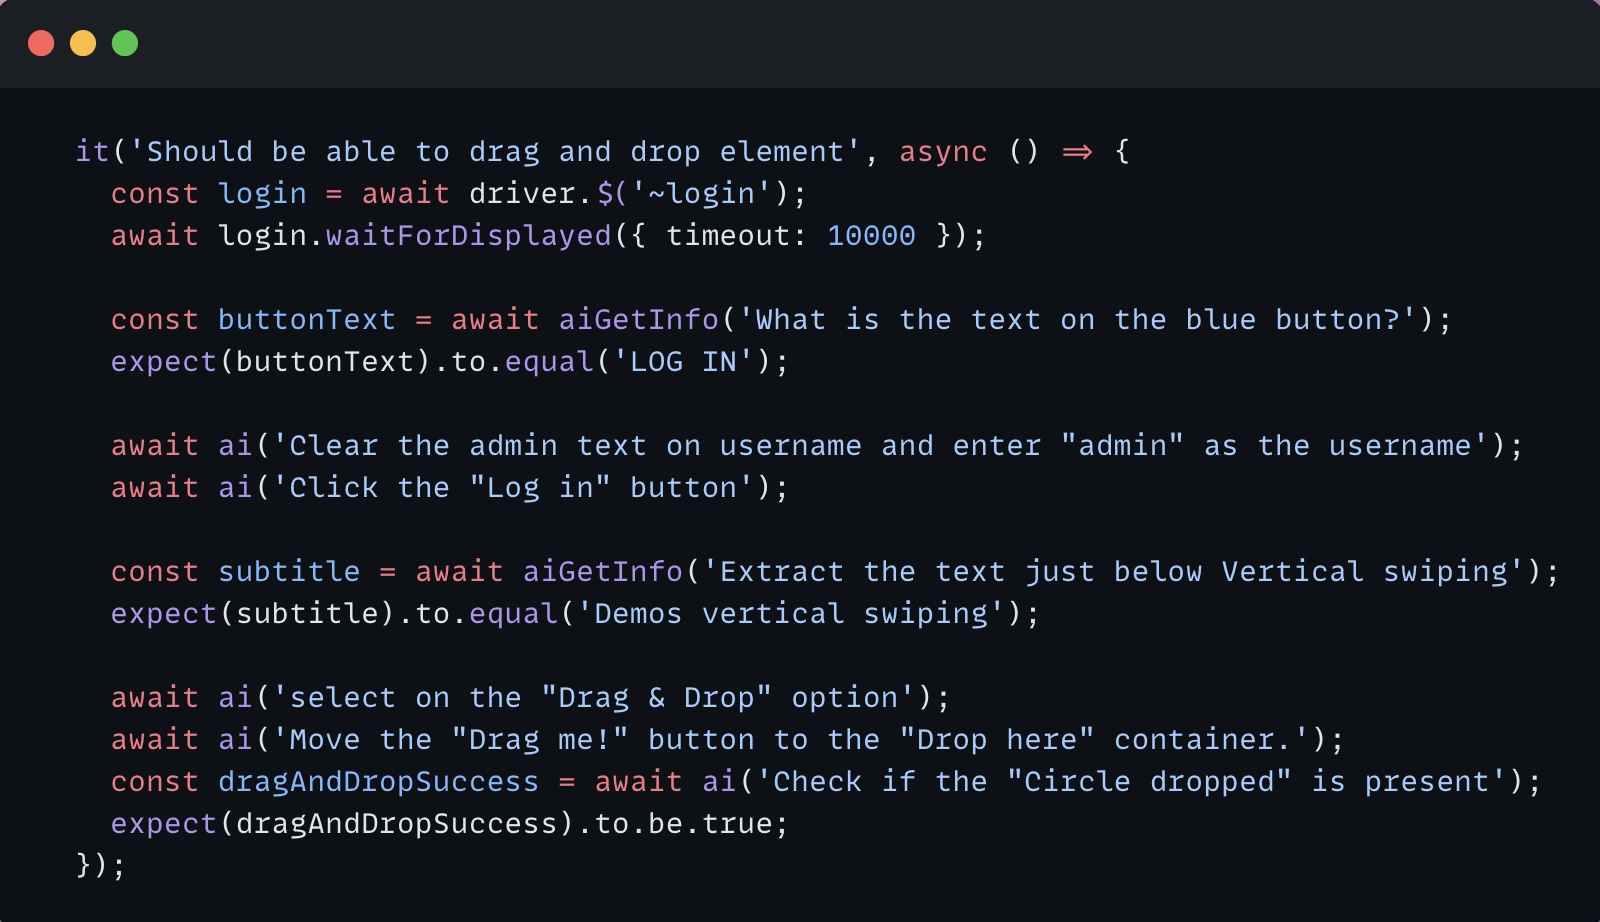 it('Should be able to drag and drop element', async () => {
  const login = await driver.$('~login');
  await login.waitForDisplayed({ timeout: 10000 });

  const buttonText = await aiGetInfo('What is the text on the blue button?');
  expect(buttonText).to.equal('LOG IN');

  await ai('Clear the admin text on username and enter "admin" as the username');
  await ai('Click the "Log in" button');

  const subtitle = await aiGetInfo('Extract the text just below Vertical swiping');
  expect(subtitle).to.equal('Demos vertical swiping');

  await ai('select on the "Drag & Drop" option');
  await ai('Move the "Drag me!" button to the "Drop here" container.');
  const dragAndDropSuccess = await ai('Check if the "Circle dropped" is present');
  expect(dragAndDropSuccess).to.be.true;
});